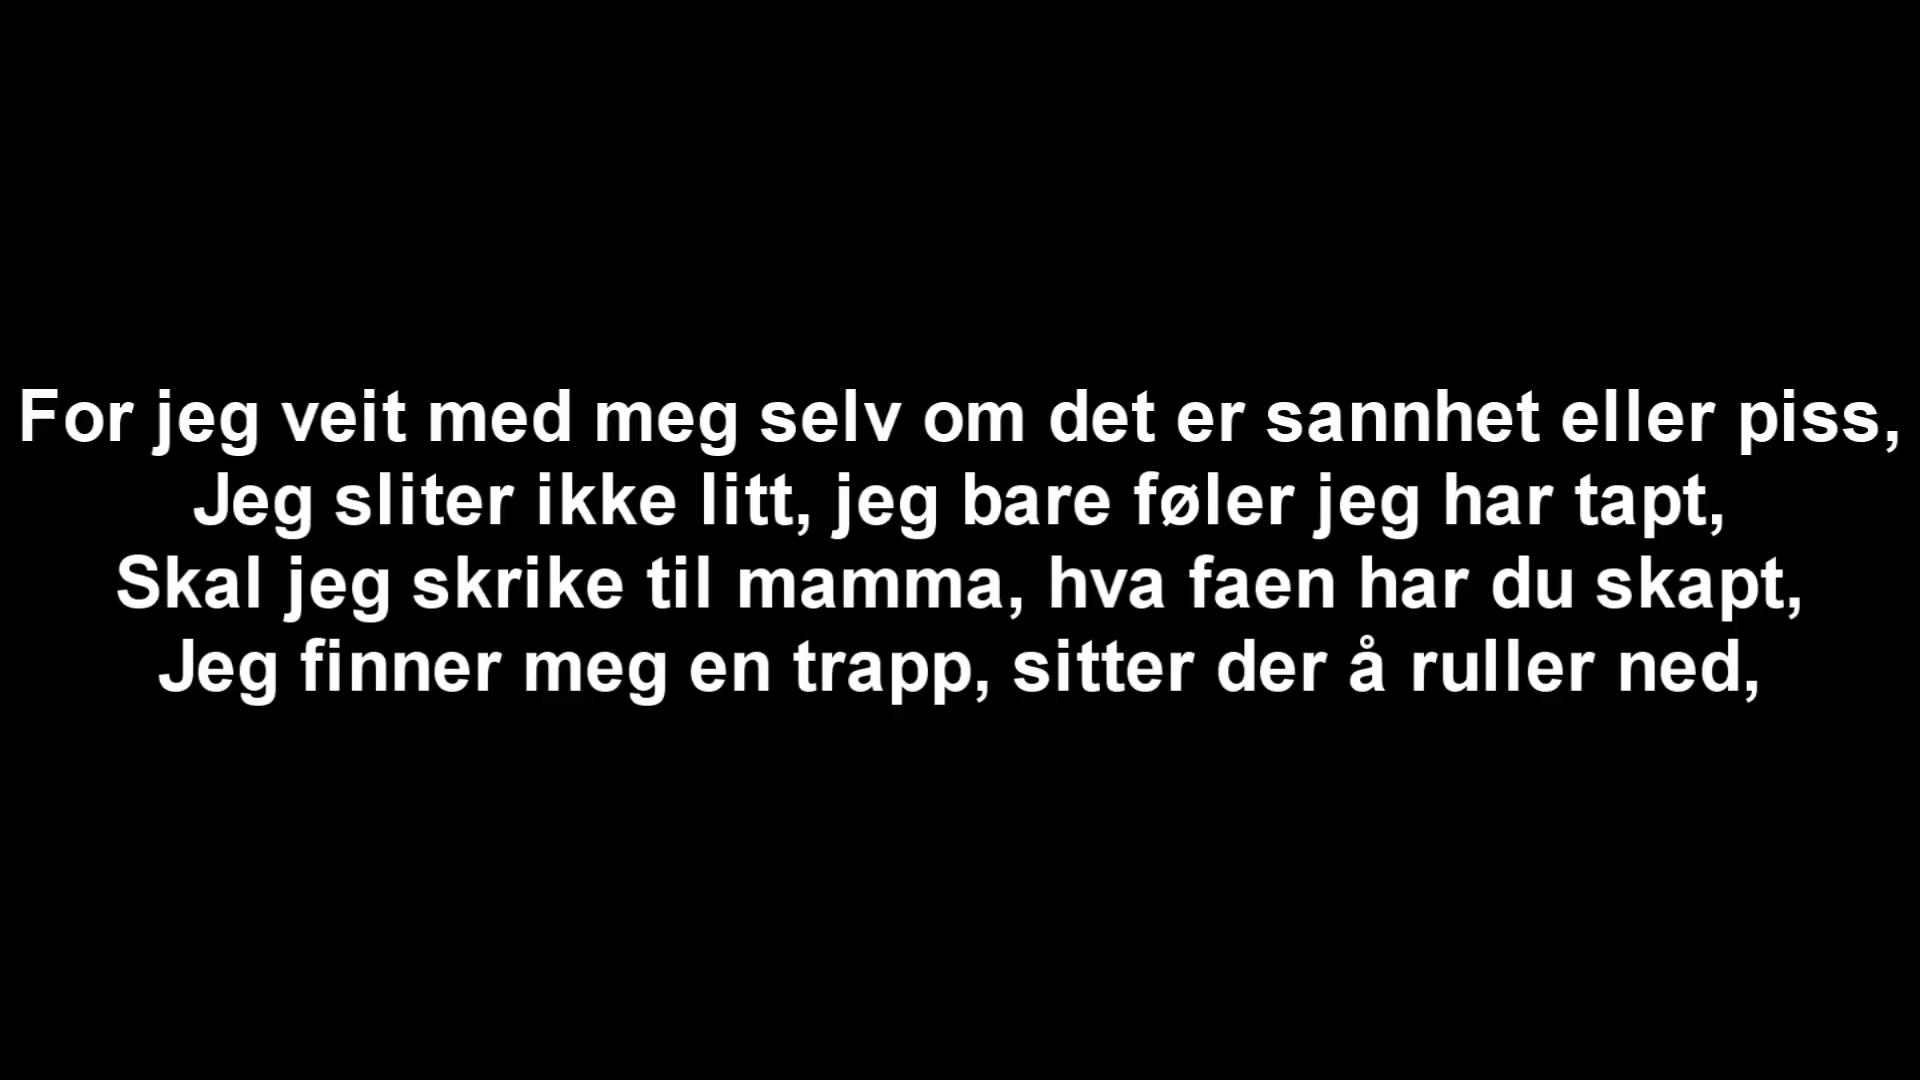 For jeg veit med meg selv om det er sannhet eller piss,
Jeg sliter ikke litt, jeg bare føler jeg har tapt,
Skal jeg skrike til mamma, hva faen har du skapt,
Jeg finner meg en trapp, sitter der å ruller ned,